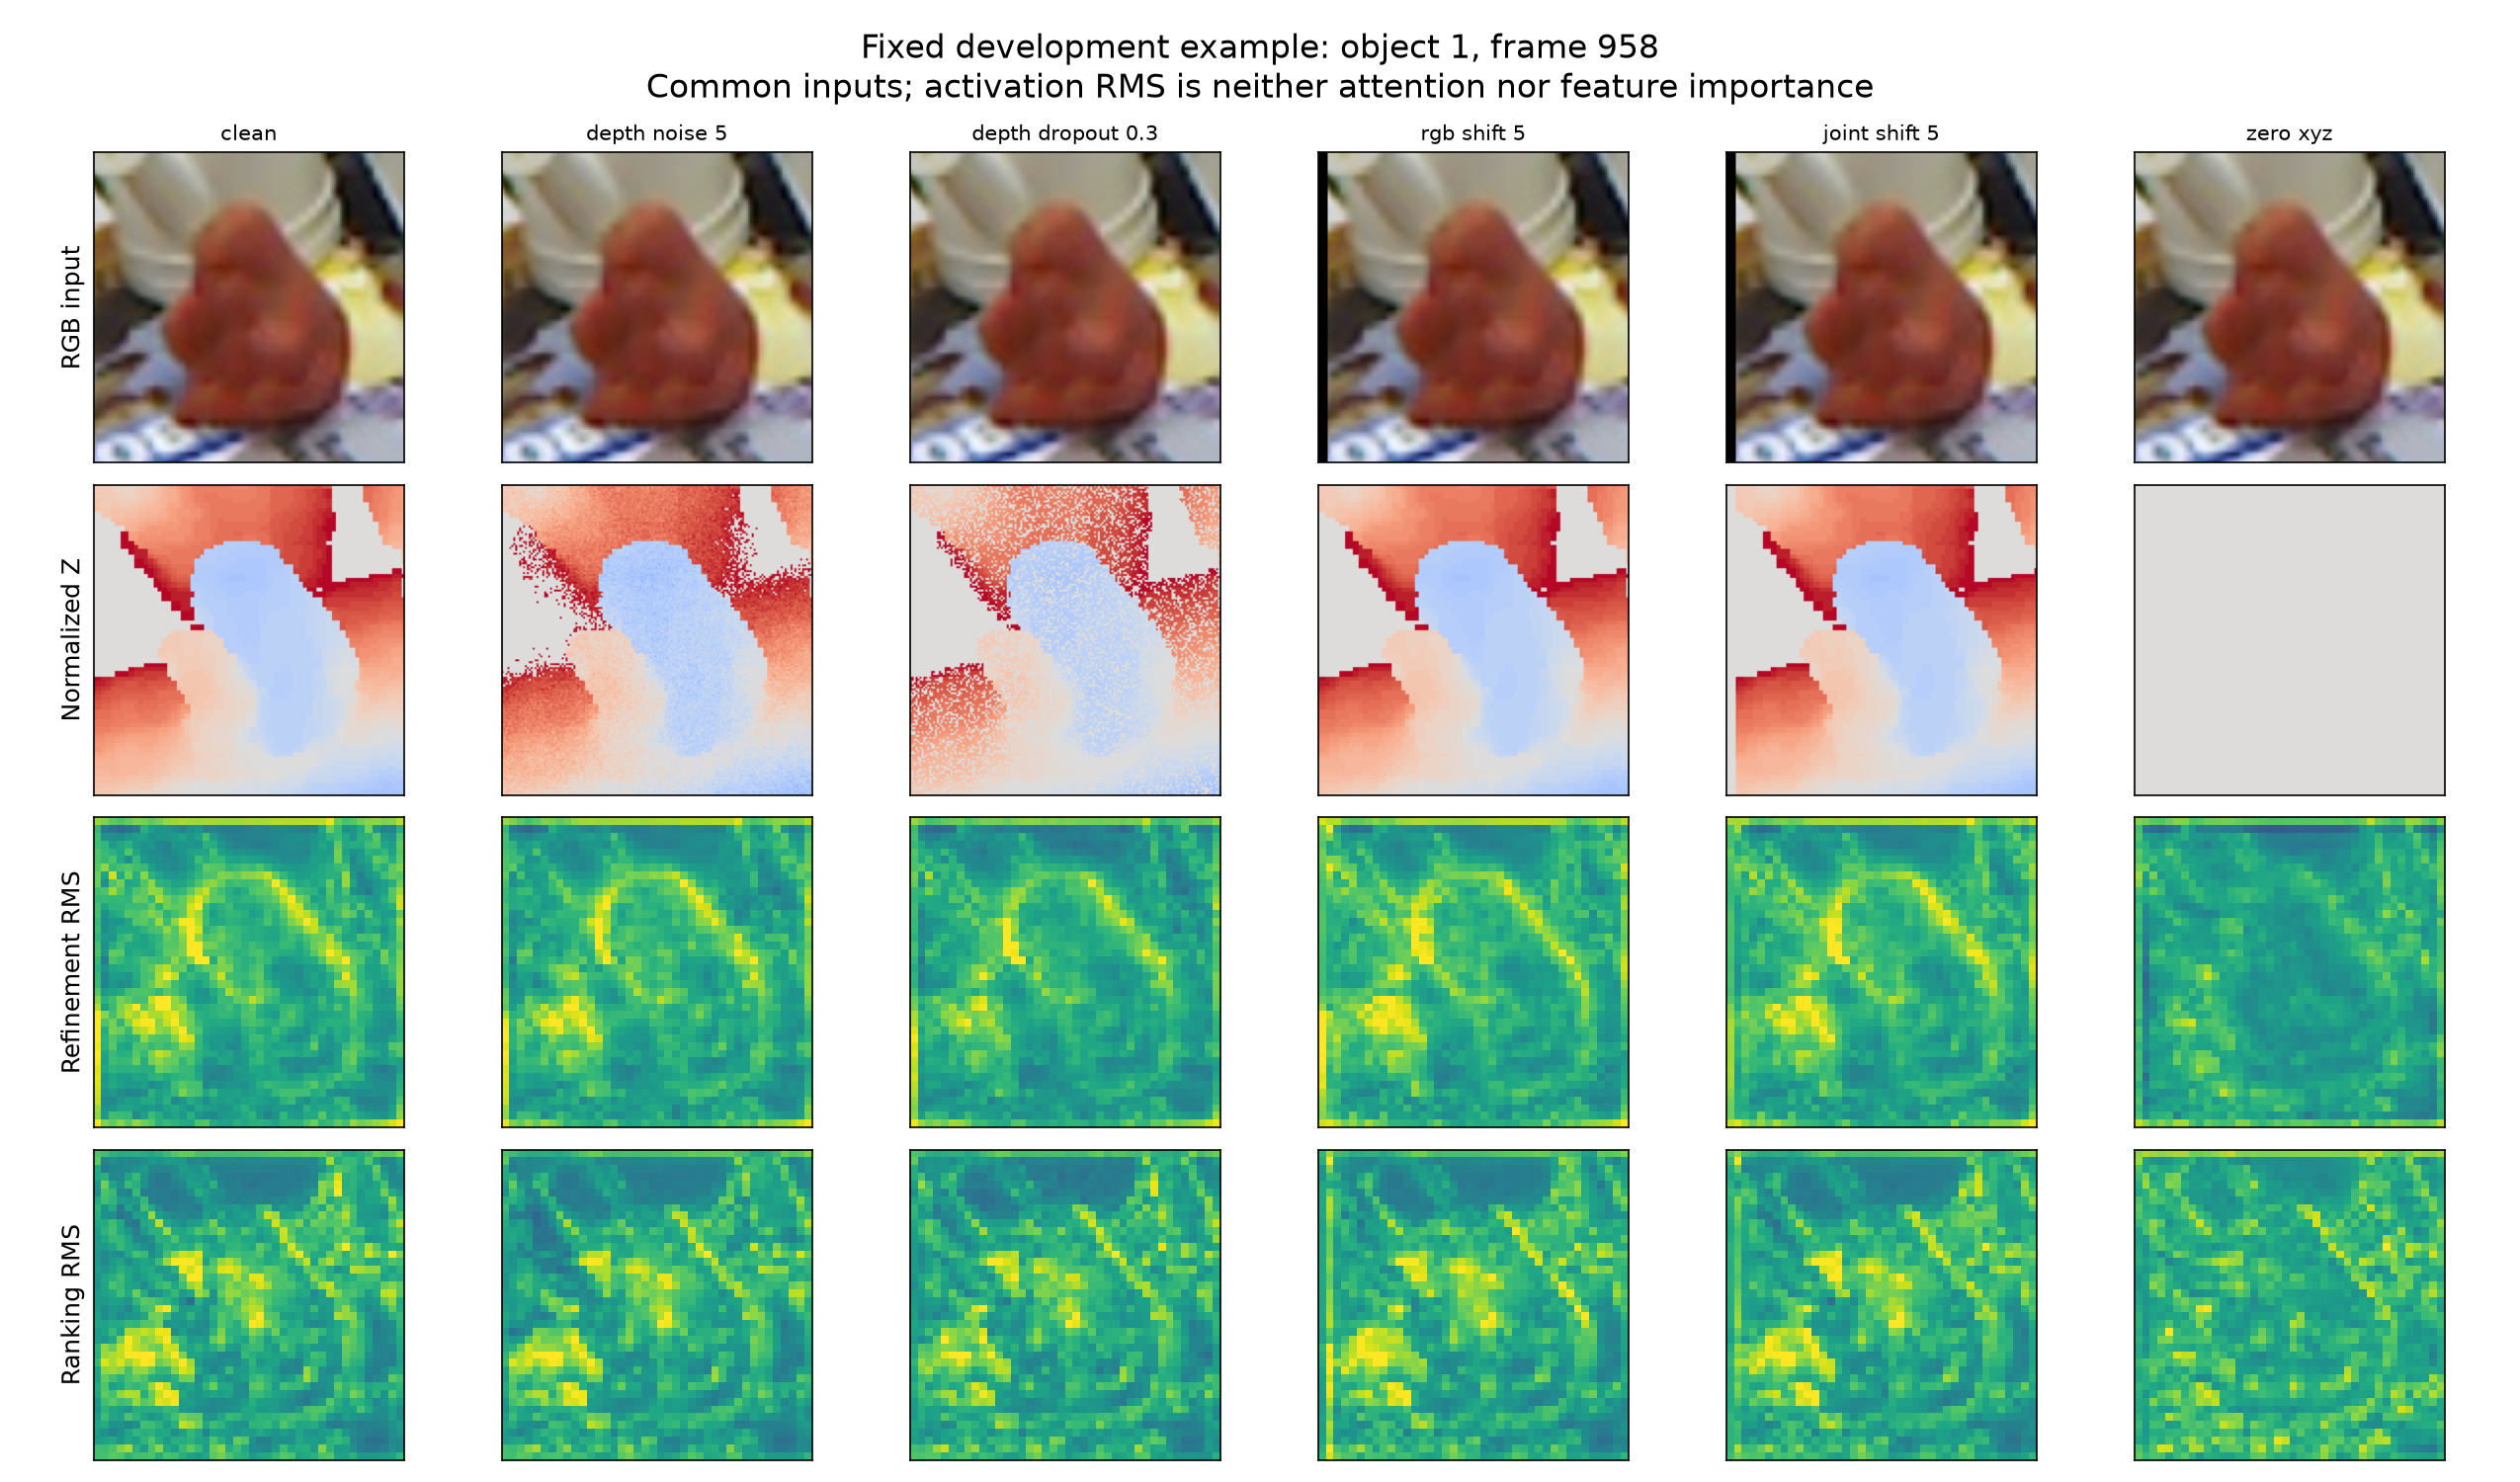 Fixed development example: object 1, frame 958
Common inputs; activation RMS is neither attention nor feature importance
clean
depth noise 5
depth dropout 0.3
rgb shift 5
joint shift 5
zero xyz
RGB input
Normalized Z
Refinement RMS
Ranking RMS